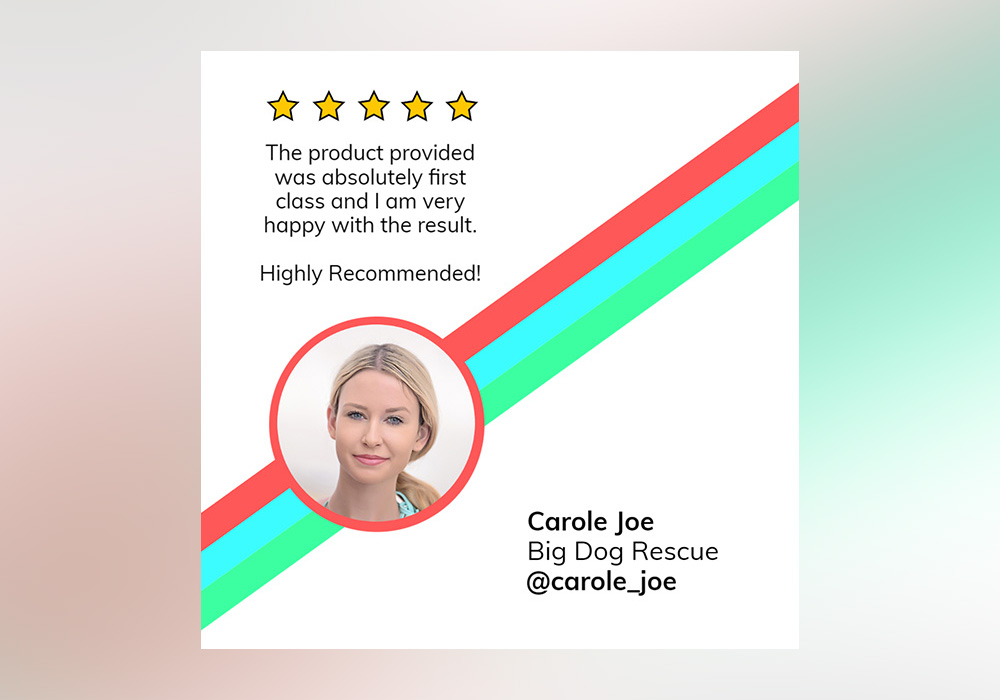 The product provided
was absolutely first
class and I am very
happy with the result.
Highly Recommended!
Carole Joe
Big Dog Rescue
@carole_joe